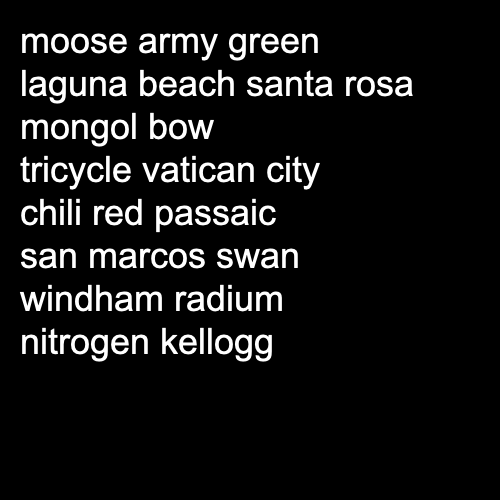 moose army green
laguna beach santa rosa
mongol bow
tricycle vatican city
chili red passaic
san marcos swan
windham radium
nitrogen kellogg